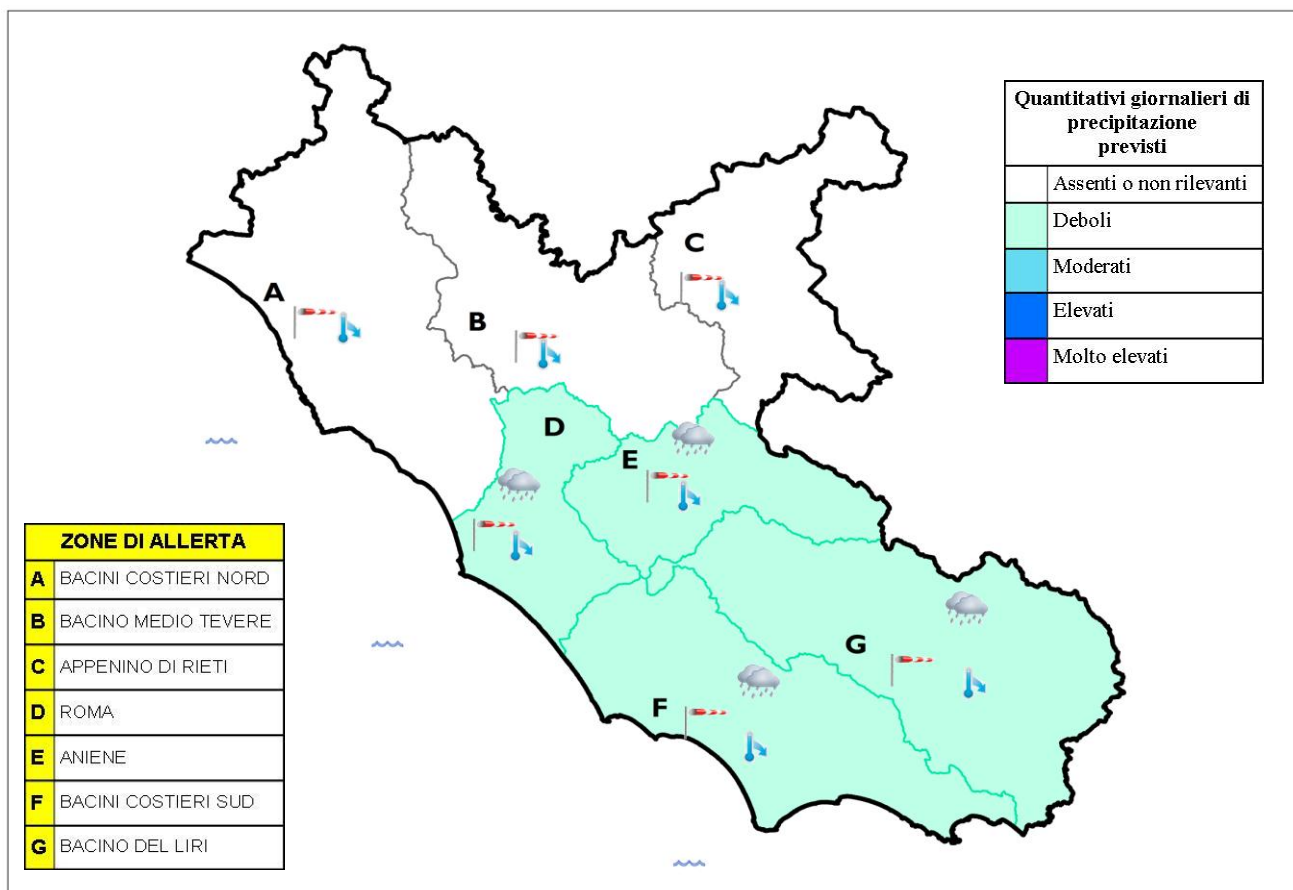 Quantitativi giornalieri di
precipitazione
previsti
Assenti o non rilevanti
Deboli
Moderati
Elevati
Molto elevati
C
A
B
D
E
G
F
ZONE DI ALLERTA
A BACINI COSTIERI NORD
B BACINO MEDIO TEVERE
C APPENINO DI RIETI
D ROMA
E ANIENE
F BACINI COSTIERI SUD
G BACINO DEL LIRI